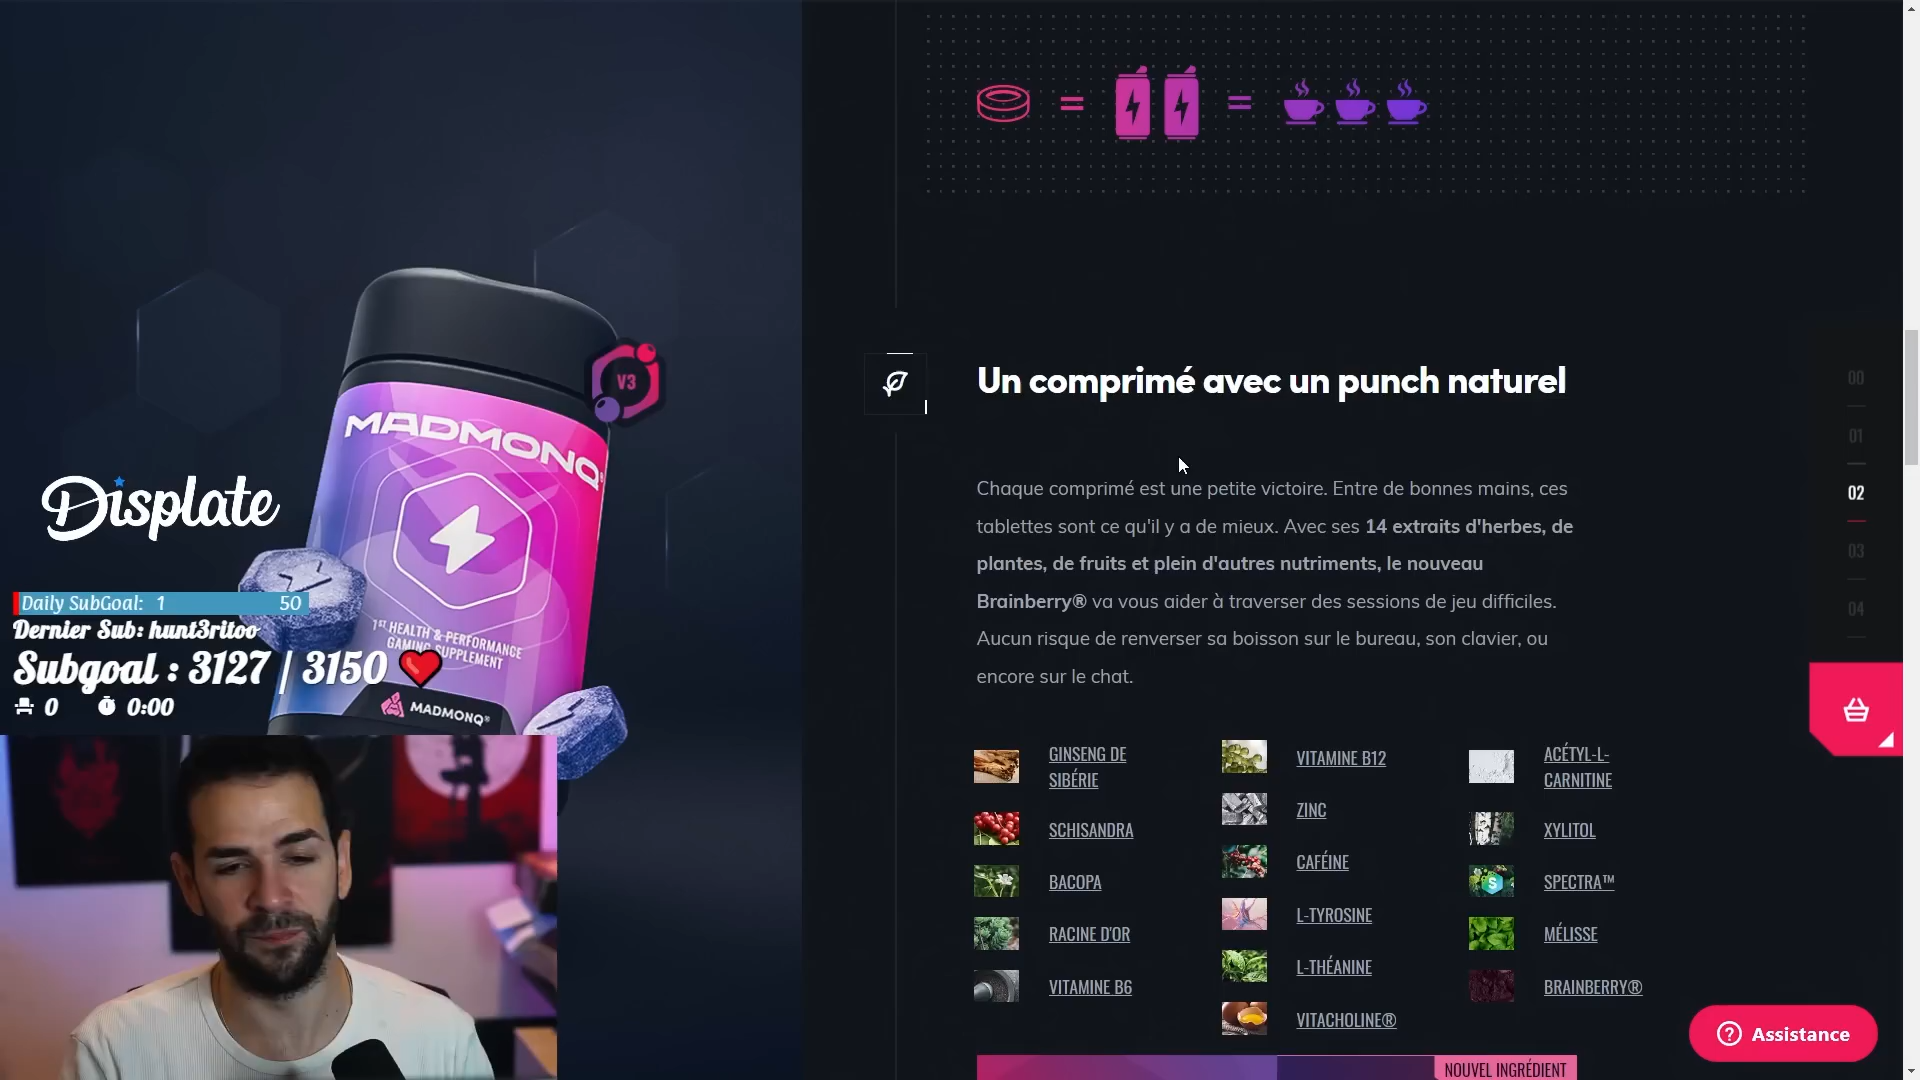 V3
MADMONQ®
1ST HEALTH & PERFORMANCE
GAMING SUPPLEMENT
MADMONQ®
Displate
Daily SubGoal: 1 50
Dernier Sub: hunt3ritoo
Subgoal : 3127 / 3150
0 0:00
Un comprimé avec un punch naturel
Chaque comprimé est une petite victoire. Entre de bonnes mains, ces
tablettes sont ce qu'il y a de mieux. Avec ses 14 extraits d'herbes, de
plantes, de fruits et plein d'autres nutriments, le nouveau
Brainberry® va vous aider à traverser des sessions de jeu difficiles.
Aucun risque de renverser sa boisson sur le bureau, son clavier, ou
encore sur le chat.
GINSENG DE
SIBÉRIE
SCHISANDRA
BACOPA
RACINE D'OR
VITAMINE B6
VITAMINE B12
ZINC
CAFÉINE
L-TYROSINE
L-THÉANINE
VITACHOLINE®
ACÉTYL-L-
CARNITINE
XYLITOL
SPECTRA™
MÉLISSE
BRAINBERRY®
NOUVEL INGRÉDIENT
00
01
02
03
04
Assistance